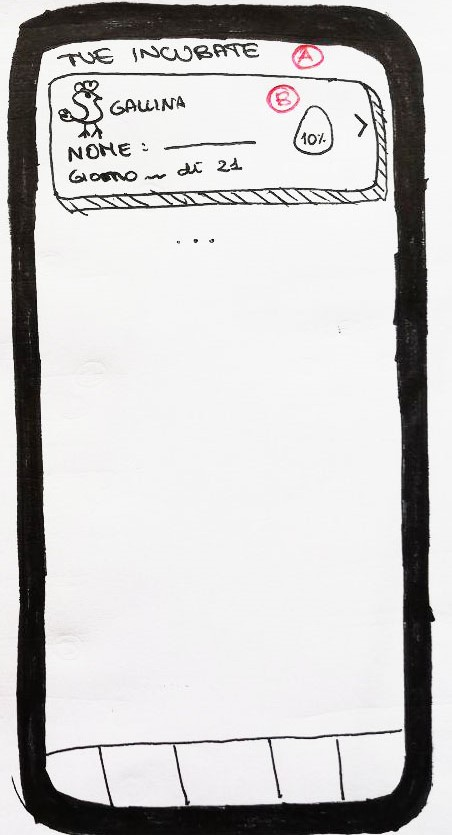 TUE INCUBATE A
B
GALLINA
10%
NOME :
GIORNO ... di 21
...